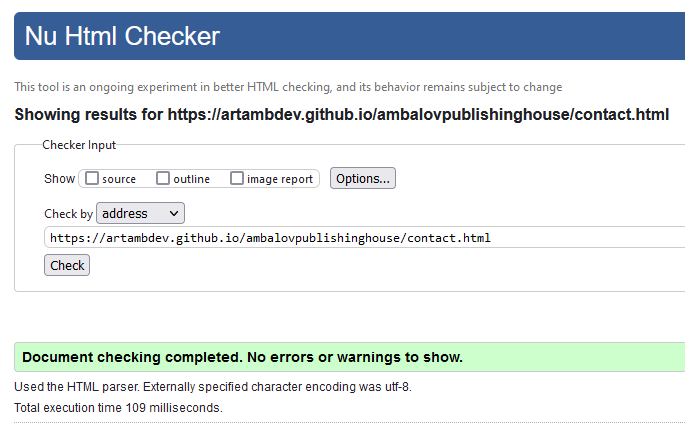 Nu Html Checker
This tool is an ongoing experiment in better HTML checking, and its behavior remains subject to change
Showing results for https://artambdev.github.io/ambalovpublishinghouse/contact.html
Checker Input
Show source outline image report Options...
Check by address
https://artambdev.github.io/ambalovpublishinghouse/contact.html
Check
Document checking completed. No errors or warnings to show.
Used the HTML parser. Externally specified character encoding was utf-8.
Total execution time 109 milliseconds.